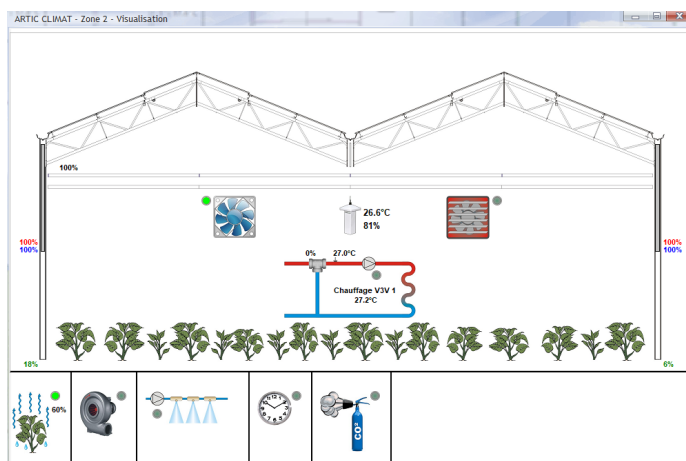 ARTIC CLIMAT - Zone 2 - Visualisation
100%
26.6°C
81%
100%
100%
100%
100%
0%
27.0°C
Chauffage V3V 1
27.2°C
18%
6%
60%
CO²